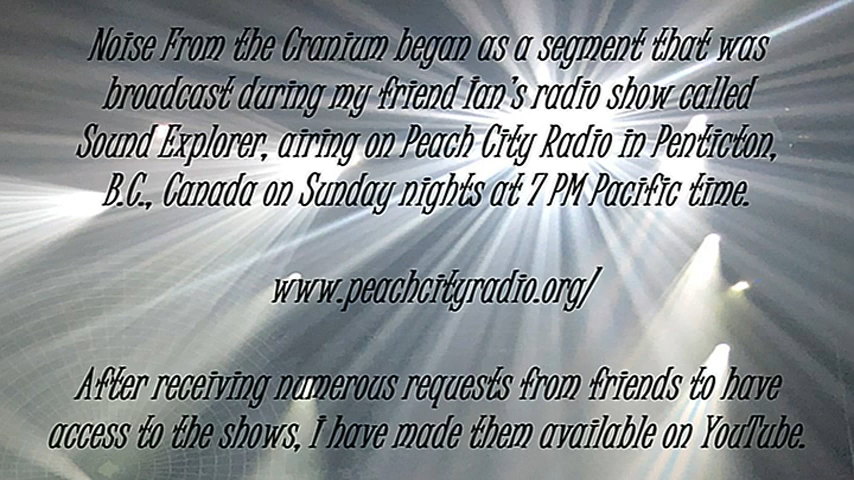 Noise From the Cranium began as a segment that was
broadcast during my friend Ian's radio show called
Sound Explorer, airing on Peach City Radio in Penticton,
B.C., Canada on Sunday nights at 7 PM Pacific time.
www.peachcityradio.org/
After receiving numerous requests from friends to have
access to the shows, I have made them available on YouTube.